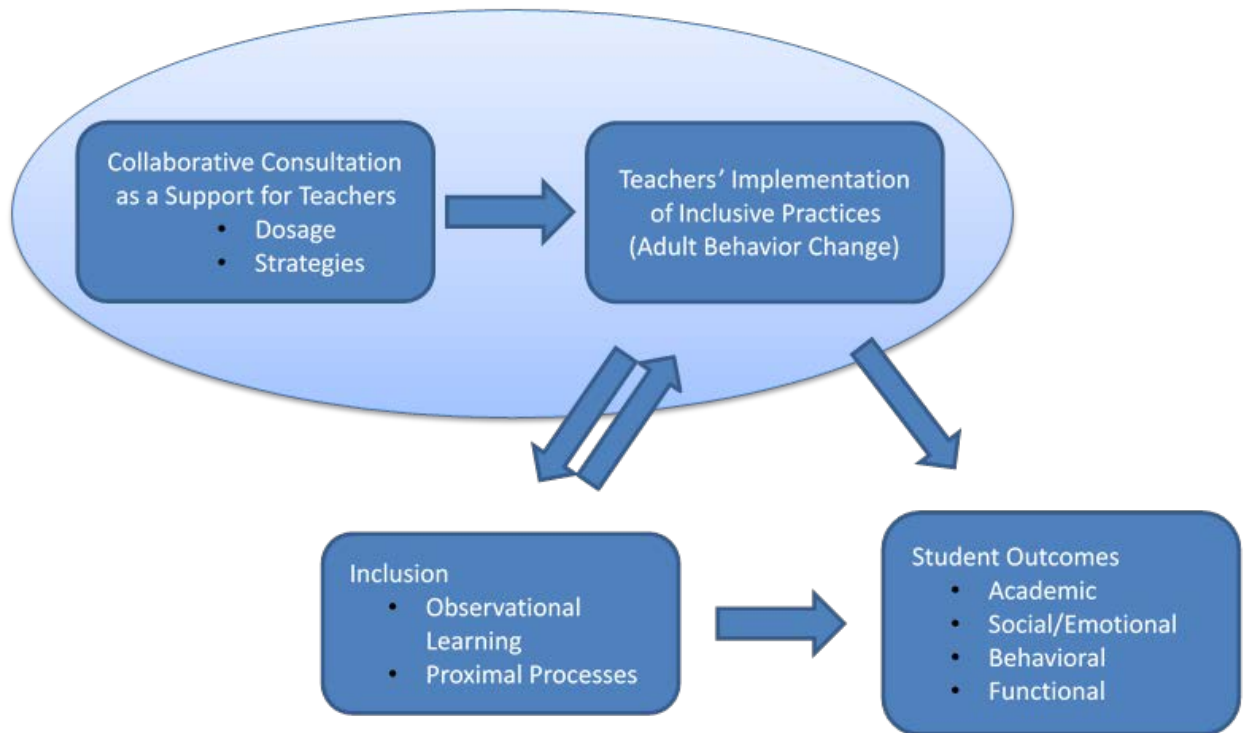 Collaborative Consultation
as a Support for Teachers
• Dosage
• Strategies
Teachers’ Implementation
of Inclusive Practices
(Adult Behavior Change)
Inclusion
• Observational
Learning
• Proximal Processes
Student Outcomes
• Academic
• Social/Emotional
• Behavioral
• Functional